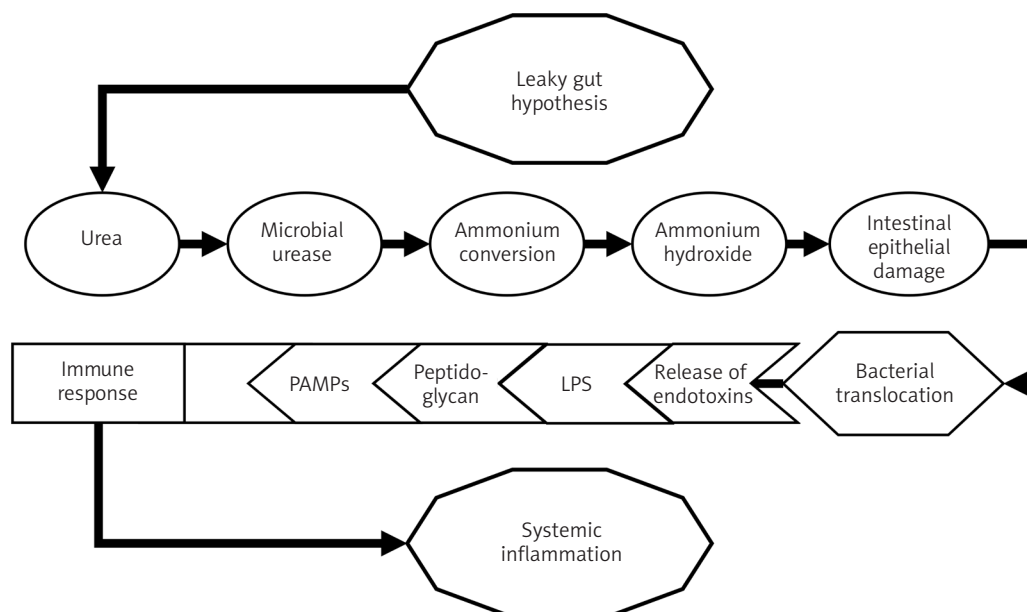 Leaky gut
hypothesis
Urea
Microbial
urease
Ammonium
conversion
Ammonium
hydroxide
Intestinal
epithelial
damage
Immune
response
PAMPs
Peptido-
glycan
LPS
Release of
endotoxins
Bacterial
translocation
Systemic
inflammation